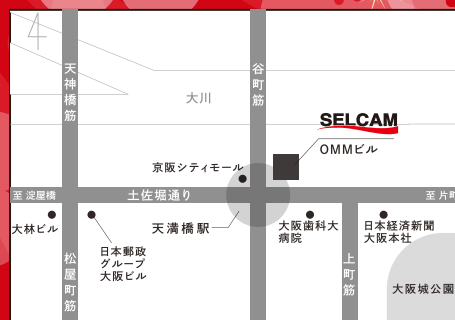 4
天神橋筋
谷町筋
大川
SELCAM
OMMビル
京阪シティモール
至 淀屋橋
土佐堀通り
至 片町
大林ビル
日本郵政
グループ
大阪ビル
天満橋駅
大阪歯科大
病院
日本経済新聞
大阪本社
松屋町筋
上町筋
大阪城公園